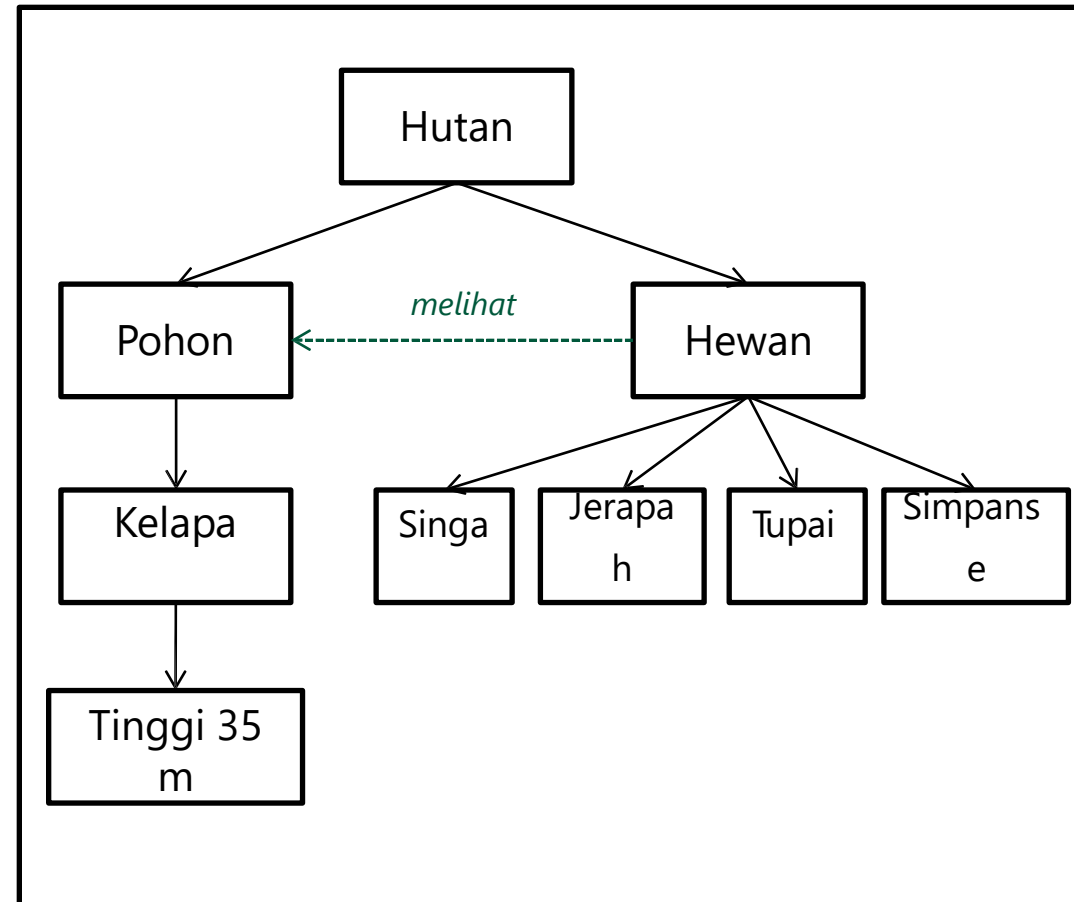 Hutan
melihat
Pohon
Hewan
Kelapa
Singa
Jerapa
h
Tupai
Simpans
e
Tinggi 35
m